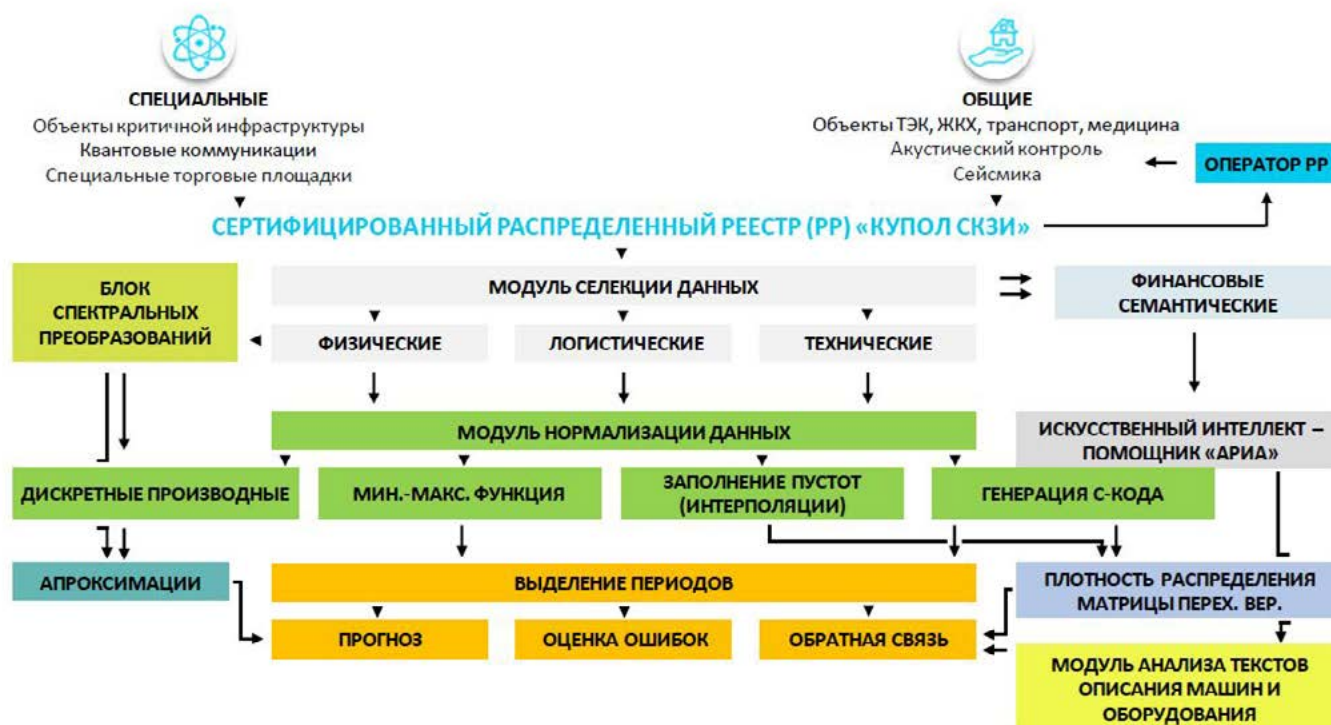 СПЕЦИАЛЬНЫЕ
Объекты критичной инфраструктуры
Квантовые коммуникации
Специальные торговые площадки
ОБЩИЕ
Объекты ТЭК, ЖКХ, транспорт, медицина
Акустический контроль
Сейсмика
ОПЕРАТОР РР
СЕРТИФИЦИРОВАННЫЙ РАСПРЕДЕЛЕННЫЙ РЕЕСТР (РР) «КУПОЛ СКЗИ»
БЛОК
СПЕКТРАЛЬНЫХ
ПРЕОБРАЗОВАНИЙ
МОДУЛЬ СЕЛЕКЦИИ ДАННЫХ
ФИНАНСОВЫЕ
СЕМАНТИЧЕСКИЕ
ФИЗИЧЕСКИЕ
ЛОГИСТИЧЕСКИЕ
ТЕХНИЧЕСКИЕ
МОДУЛЬ НОРМАЛИЗАЦИИ ДАННЫХ
ИСКУССТВЕННЫЙ ИНТЕЛЛЕКТ –
ПОМОЩНИК «АРИА»
ДИСКРЕТНЫЕ ПРОИЗВОДНЫЕ
МИН.-МАКС. ФУНКЦИЯ
ЗАПОЛНЕНИЕ ПУСТОТ
(ИНТЕРПОЛЯЦИИ)
ГЕНЕРАЦИЯ С-КОДА
АПРОКСИМАЦИИ
ВЫДЕЛЕНИЕ ПЕРИОДОВ
ПЛОТНОСТЬ РАСПРЕДЕЛЕНИЯ
МАТРИЦЫ ПЕРЕХ. ВЕР.
ПРОГНОЗ
ОЦЕНКА ОШИБОК
ОБРАТНАЯ СВЯЗЬ
МОДУЛЬ АНАЛИЗА ТЕКСТОВ
ОПИСАНИЯ МАШИН И
ОБОРУДОВАНИЯ